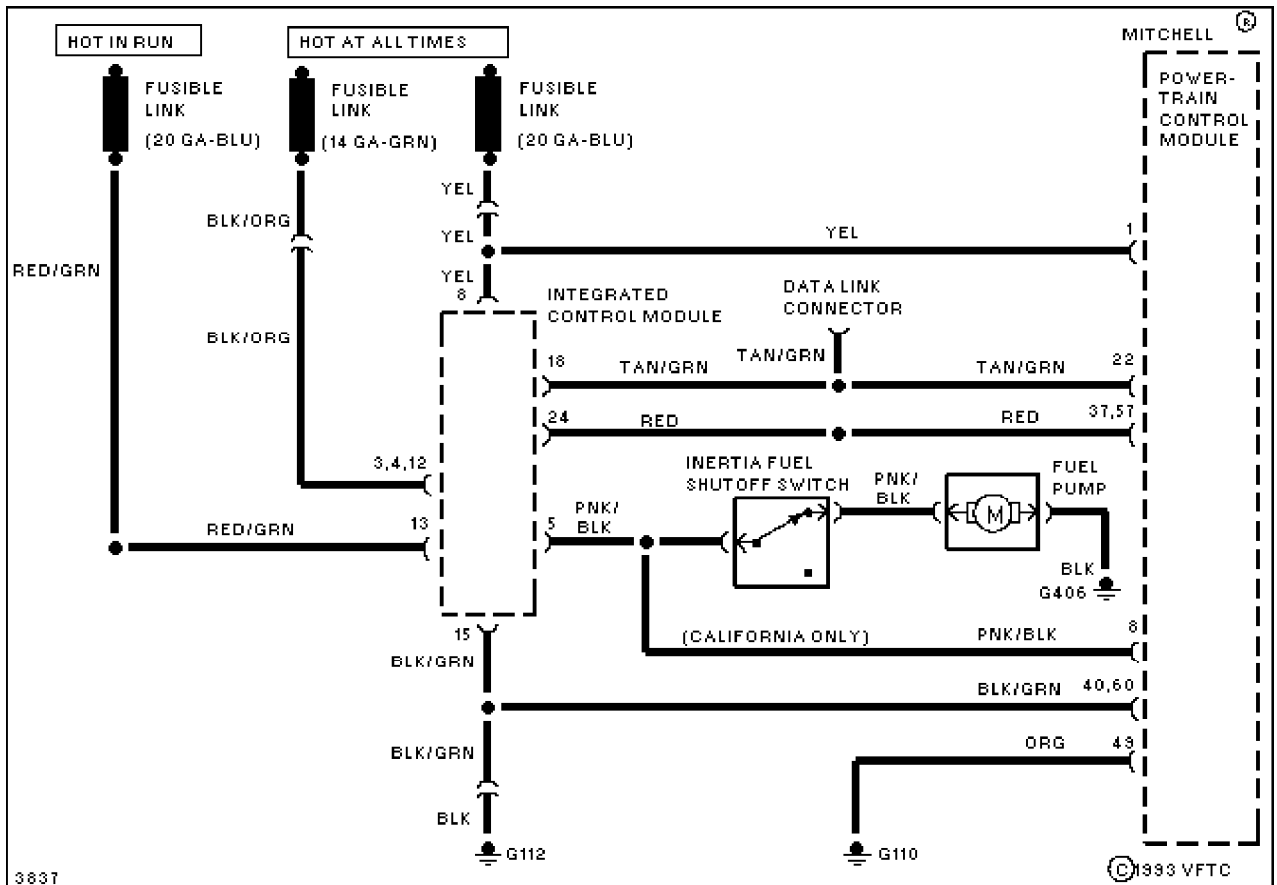 HOT IN RUN
HOT AT ALL TIMES
MITCHELL
R
FUSIBLE
LINK
(20 GA-BLU)
FUSIBLE
LINK
(14 GA-GRN)
FUSIBLE
LINK
(20 GA-BLU)
POWER-
TRAIN
CONTROL
MODULE
YEL
BLK/ORG
YEL
YEL
1
RED/GRN
YEL
8
INTEGRATED
CONTROL MODULE
DATA LINK
CONNECTOR
BLK/ORG
18
TAN/GRN
TAN/GRN
TAN/GRN
22
24
RED
RED
37,57
3,4,12
INERTIA FUEL
SHUTOFF SWITCH
PNK/
BLK
FUEL
PUMP
M
RED/GRN
13
5
PNK/
BLK
BLK
G406
15
(CALIFORNIA ONLY)
PNK/BLK
8
BLK/GRN
BLK/GRN
40,60
BLK/GRN
ORG
49
BLK
G112
G110
3837
©1993 VFTC